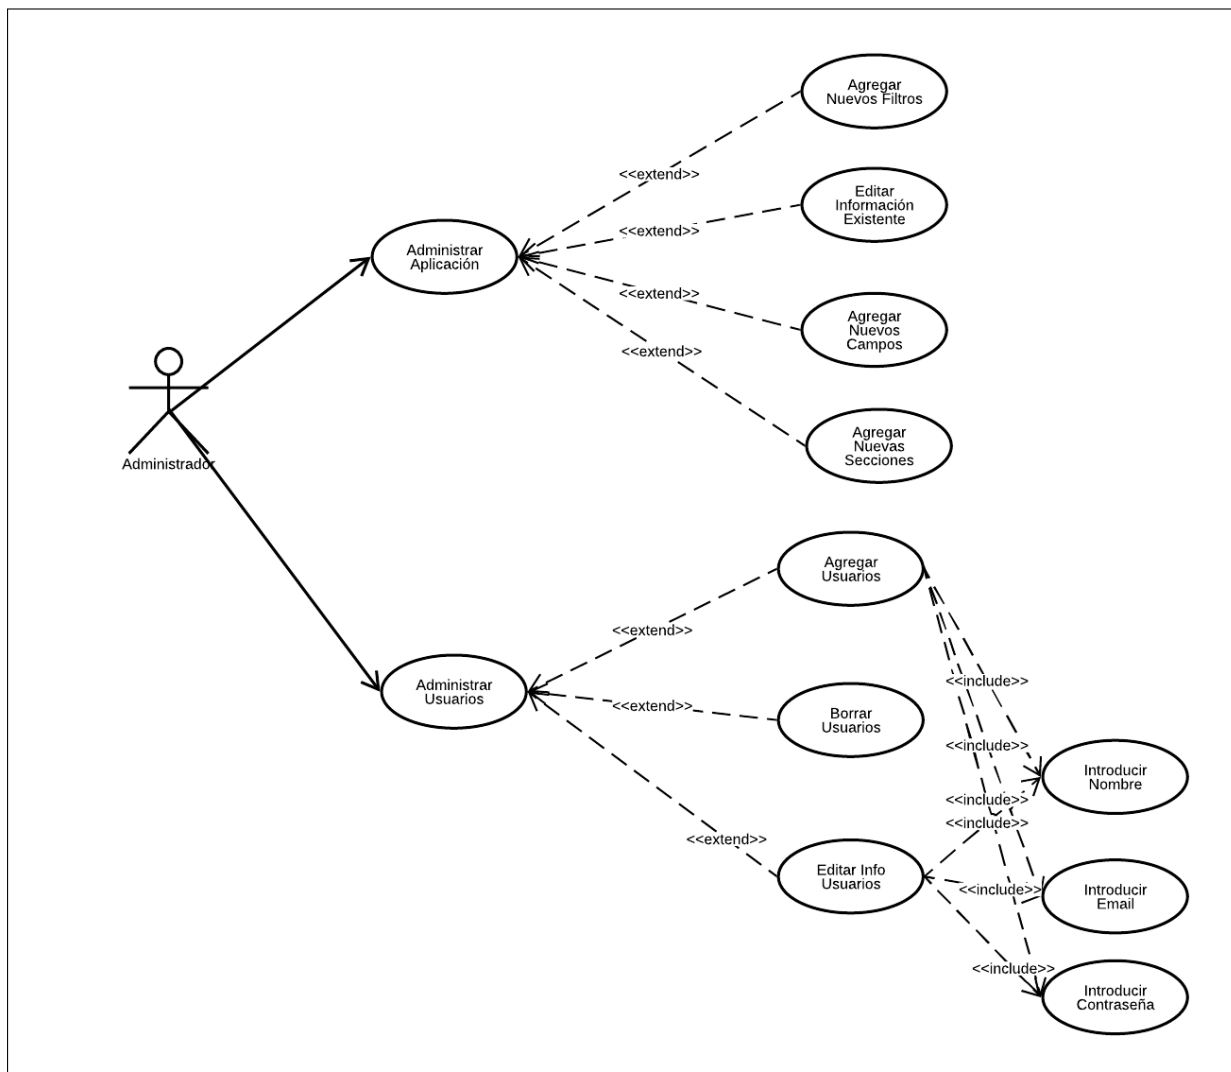 Agregar
Nuevos Filtros
<<extend>>
Editar
Información
Existente
<<extend>>
Administrar
Aplicación
<<extend>>
Agregar
Nuevos
Campos
<<extend>>
Agregar
Nuevas
Secciones
Administrador
Agregar
Usuarios
<<extend>>
Administrar
Usuarios
<<extend>>
Borrar
Usuarios
<<include>>
<<include>>
<<include>>
<<include>>
Introducir
Nombre
<<extend>>
Editar Info
Usuarios
<<include>>
Introducir
Email
<<include>>
Introducir
Contraseña